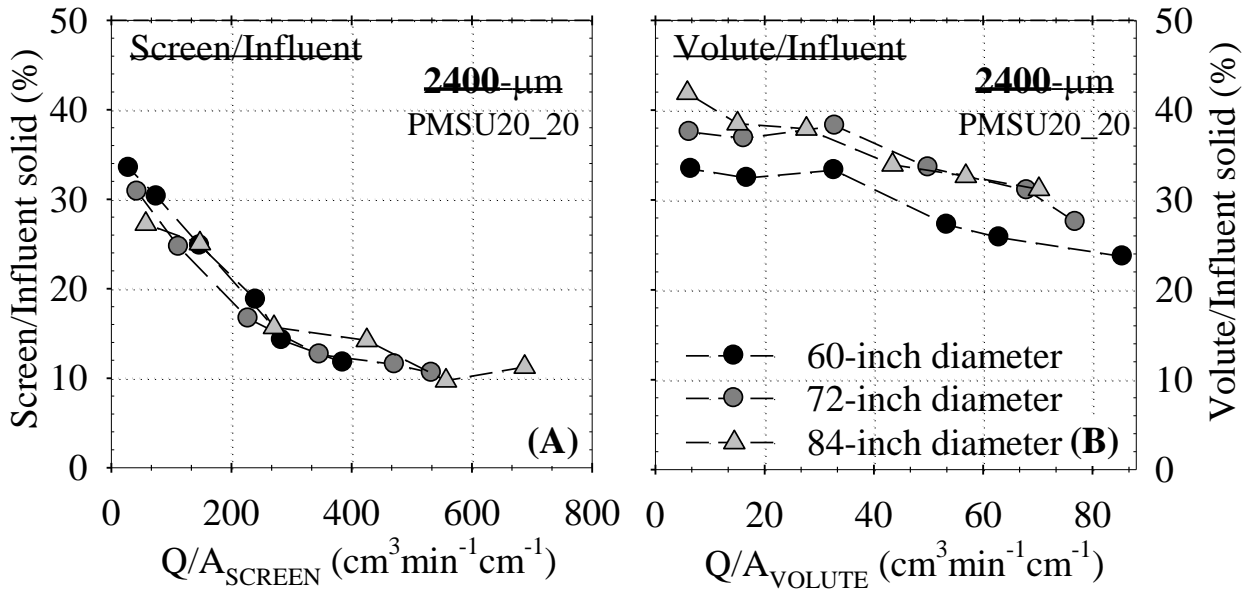 Screen/Influent solid (%)
50
40
30
20
10
0
Screen/Influent
2400-μm
PMSU20_20
(A)
0 200 400 600 800
Q/A_SCREEN (cm³min⁻¹cm⁻¹)
Volute/Influent
2400-μm
PMSU20_20
60-inch diameter
72-inch diameter
84-inch diameter
(B)
0 20 40 60 80
Q/A_VOLUTE (cm³min⁻¹cm⁻¹)
50
40
30
20
10
0
Volute/Influent solid (%)